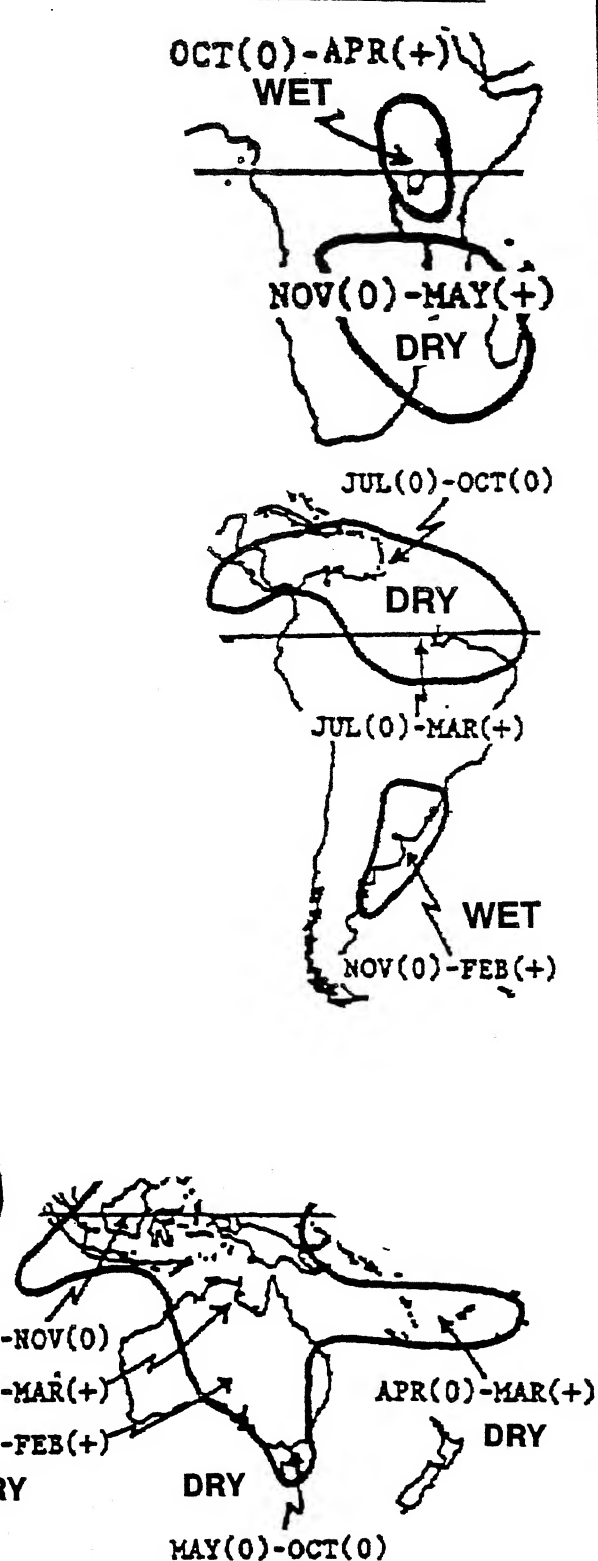 OCT(0)-APR(+)
WET
NOV(0)-MAY(+)
DRY
JUL(0)-OCT(0)
DRY
JUL(0)-MAR(+)
WET
NOV(0)-FEB(+)
-NOV(0)
-MAR(+)
APR(0)-MAR(+)
-FEB(+)
DRY
RY
DRY
MAY(0)-OCT(0)